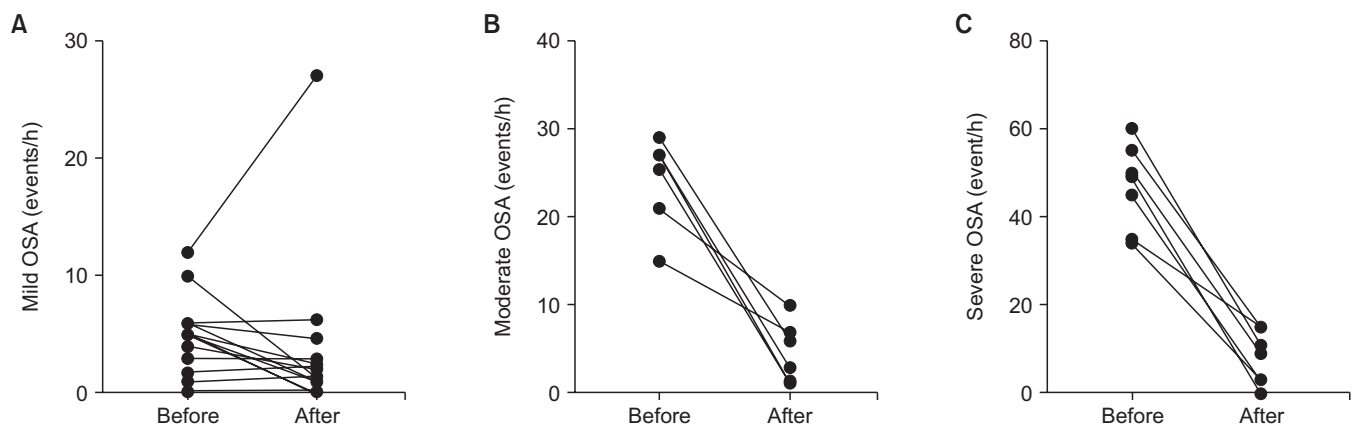 A
Mild OSA (events/h)
30
20
10
0
Before After
B
Moderate OSA (events/h)
40
30
20
10
0
Before After
C
Severe OSA (event/h)
80
60
40
20
0
Before After